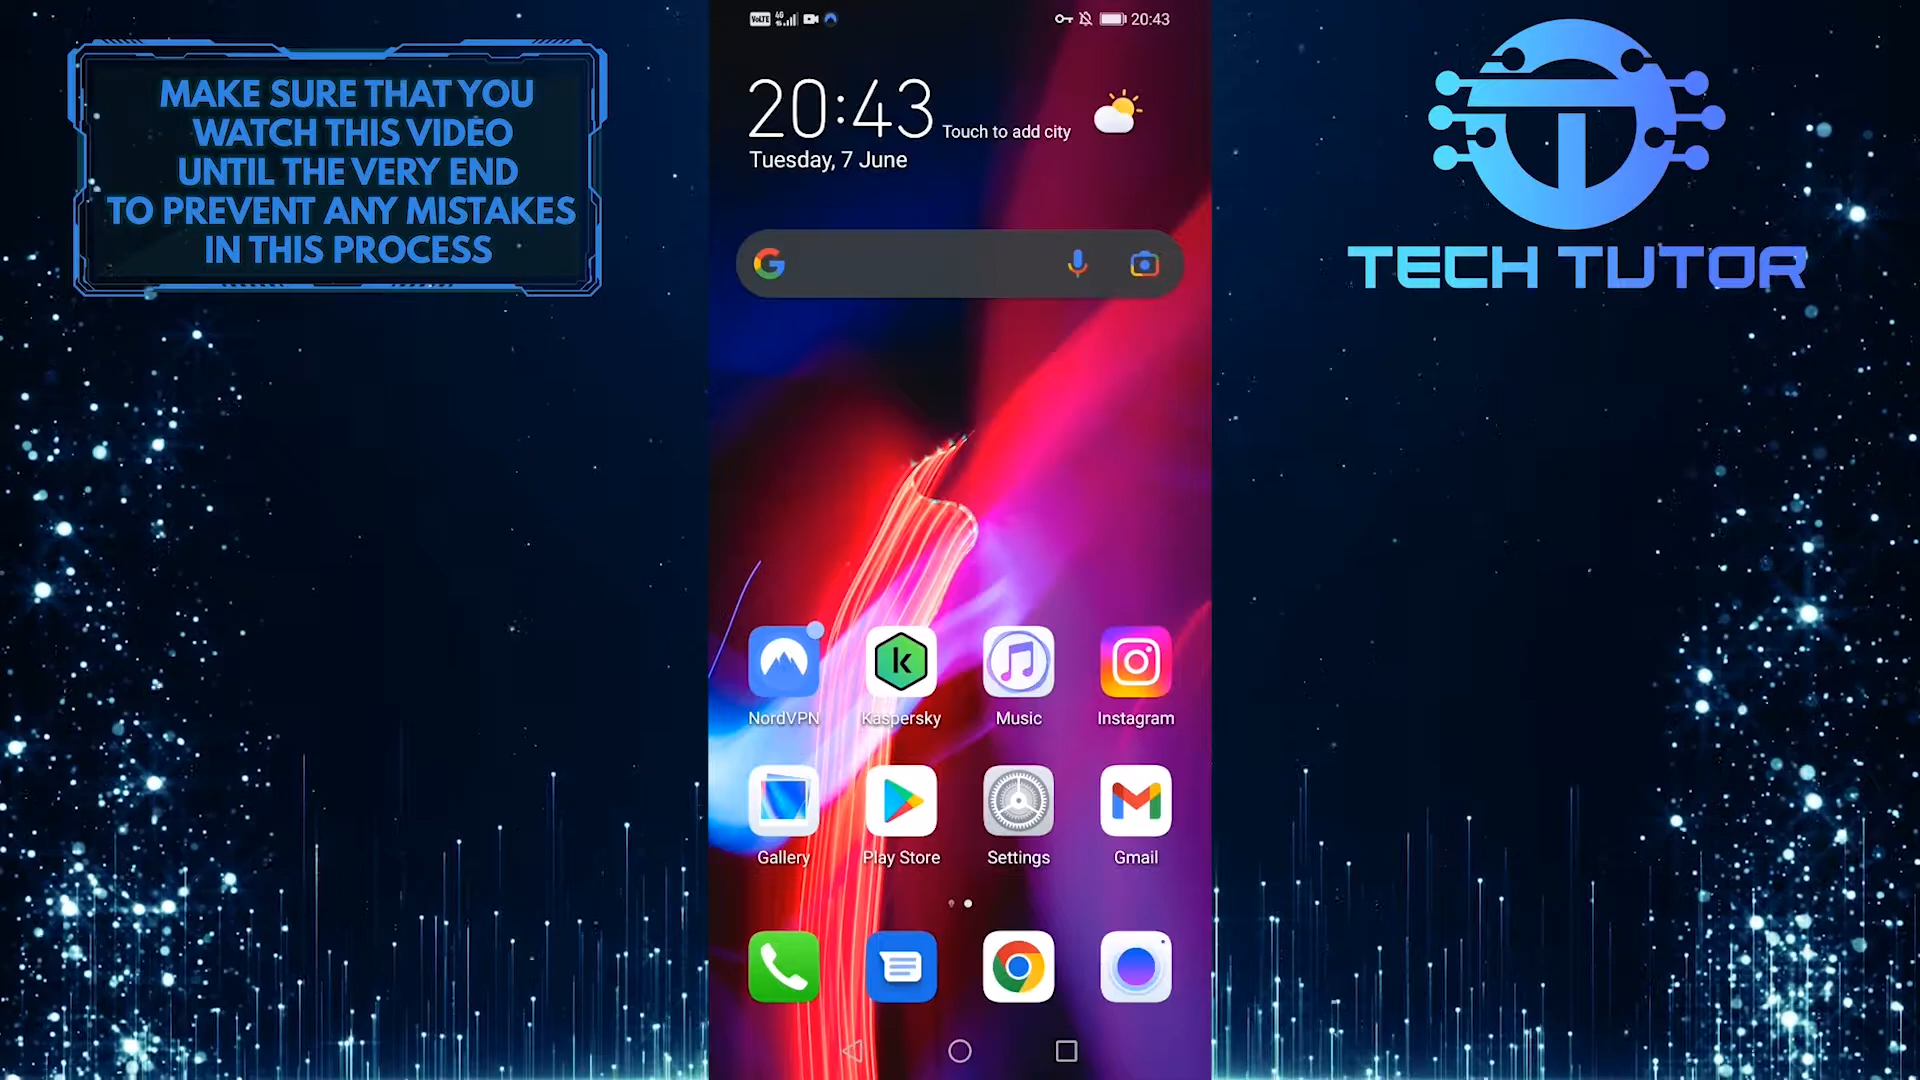 MAKE SURE THAT YOU
WATCH THIS VIDEO
UNTIL THE VERY END
TO PREVENT ANY MISTAKES
IN THIS PROCESS
VoLTE 4G 20:43
20:43 Touch to add city
Tuesday, 7 June
TECH TUTOR
NordVPN Kaspersky Music Instagram
Gallery Play Store Settings Gmail